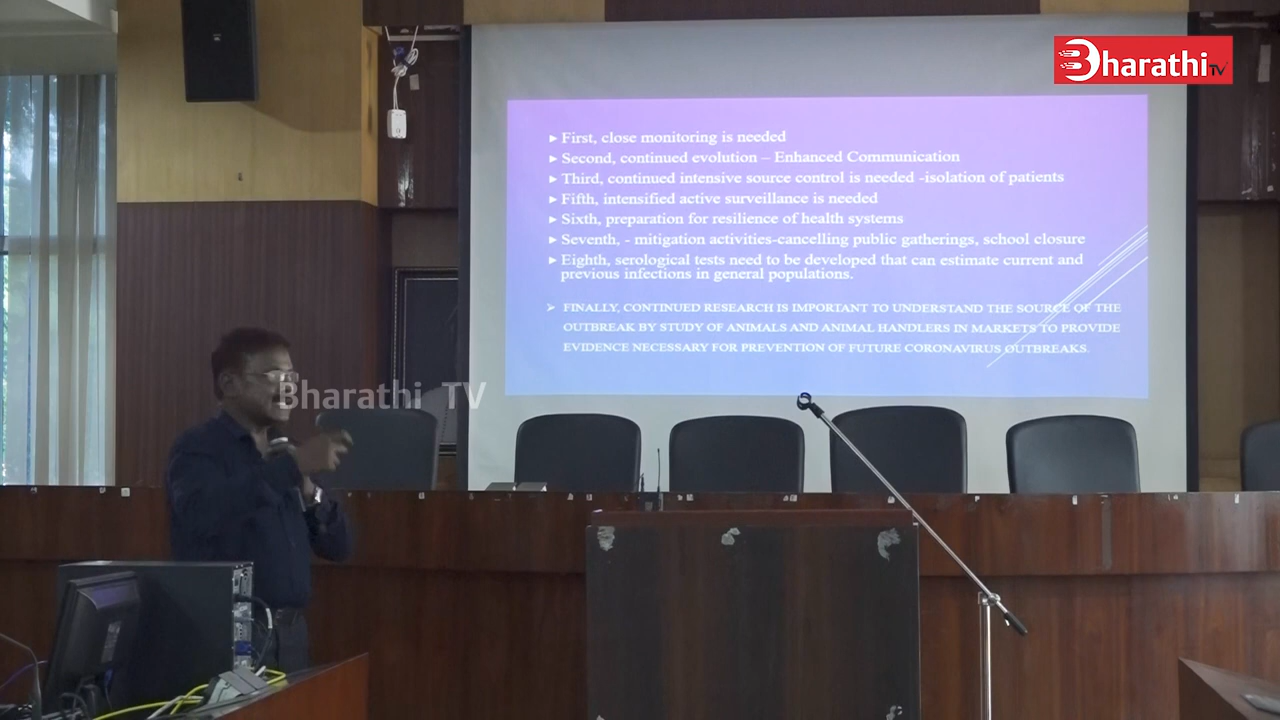 Bharathi TV
► First, close monitoring is needed
► Second, continued evolution – Enhanced Communication
► Third, continued intensive source control is needed -isolation of patients
► Fifth, intensified active surveillance is needed
► Sixth, preparation for resilience of health systems
► Seventh, - mitigation activities-cancelling public gatherings, school closure
► Eighth, serological tests need to be developed that can estimate current and
previous infections in general populations.
➢ FINALLY, CONTINUED RESEARCH IS IMPORTANT TO UNDERSTAND THE SOURCE OF THE
OUTBREAK BY STUDY OF ANIMALS AND ANIMAL HANDLERS IN MARKETS TO PROVIDE
EVIDENCE NECESSARY FOR PREVENTION OF FUTURE CORONAVIRUS OUTBREAKS.
Bharathi TV